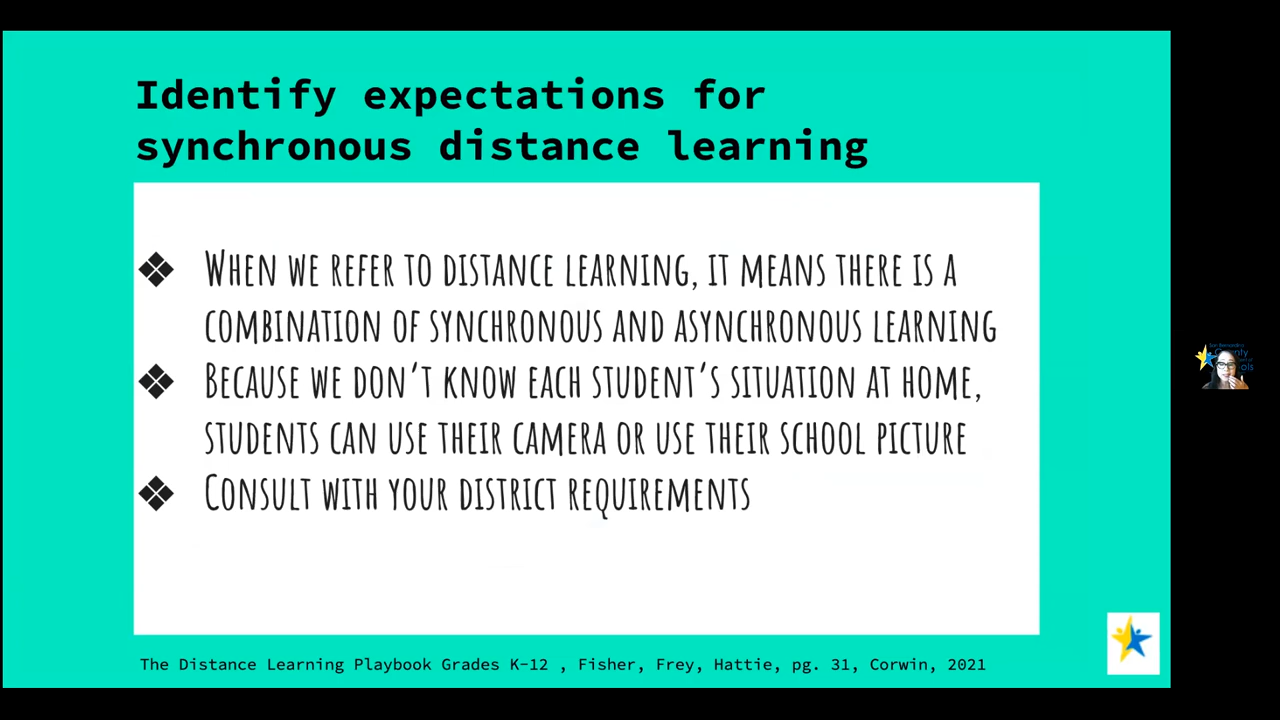 Identify expectations for
synchronous distance learning
❖ When we refer to distance learning, it means there is a
combination of synchronous and asynchronous learning
❖ Because we don't know each student's situation at home,
students can use their camera or use their school picture
❖ Consult with your district requirements
The Distance Learning Playbook Grades K-12 , Fisher, Frey, Hattie, pg. 31, Corwin, 2021